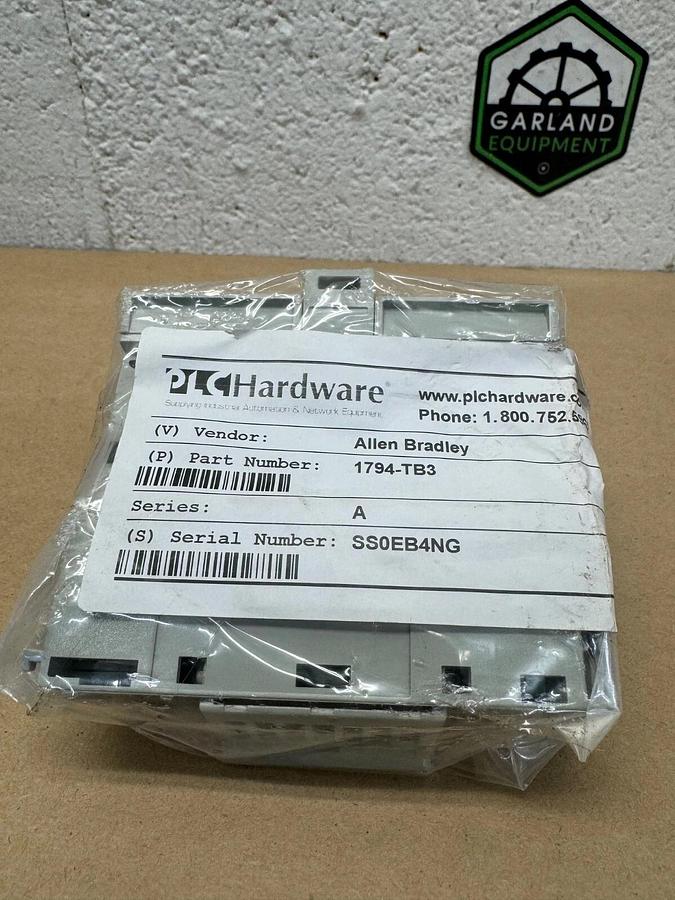 GARLAND
EQUIPMENT
PLCHardware
Supplying Industrial Automation & Network Equipment
www.plchardware.c
Phone: 1.800.752.
(V) Vendor: Allen Bradley
(P) Part Number: 1794-TB3
Series: A
(S) Serial Number: SS0EB4NG